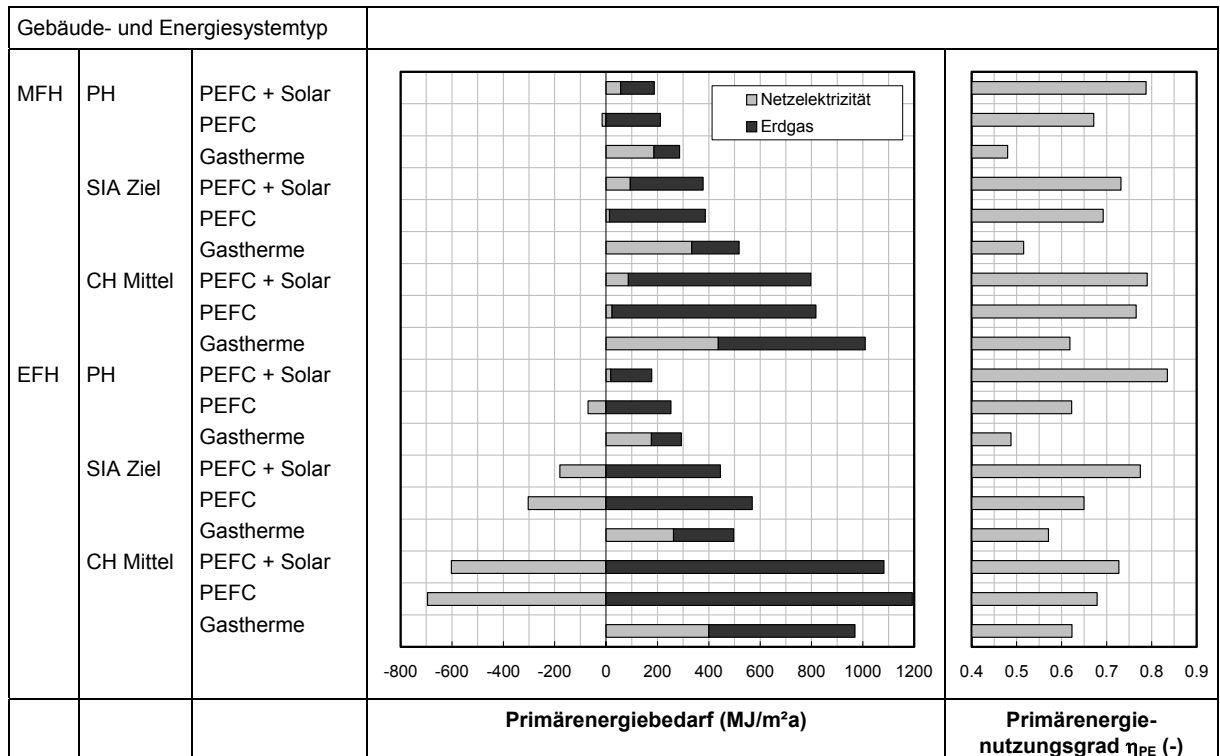 Gebäude- und Energiesystemtyp
MFH PH PEFC + Solar
PEFC
Gastherme
SIA Ziel PEFC + Solar
PEFC
Gastherme
CH Mittel PEFC + Solar
PEFC
Gastherme
EFH PH PEFC + Solar
PEFC
Gastherme
SIA Ziel PEFC + Solar
PEFC
Gastherme
CH Mittel PEFC + Solar
PEFC
Gastherme
Netzelektrizität
Erdgas
-800 -600 -400 -200 0 200 400 600 800 1000 1200
0.4 0.5 0.6 0.7 0.8 0.9
Primärenergiebedarf (MJ/m²a)
Primärenergie-
nutzungsgrad ηPE (-)